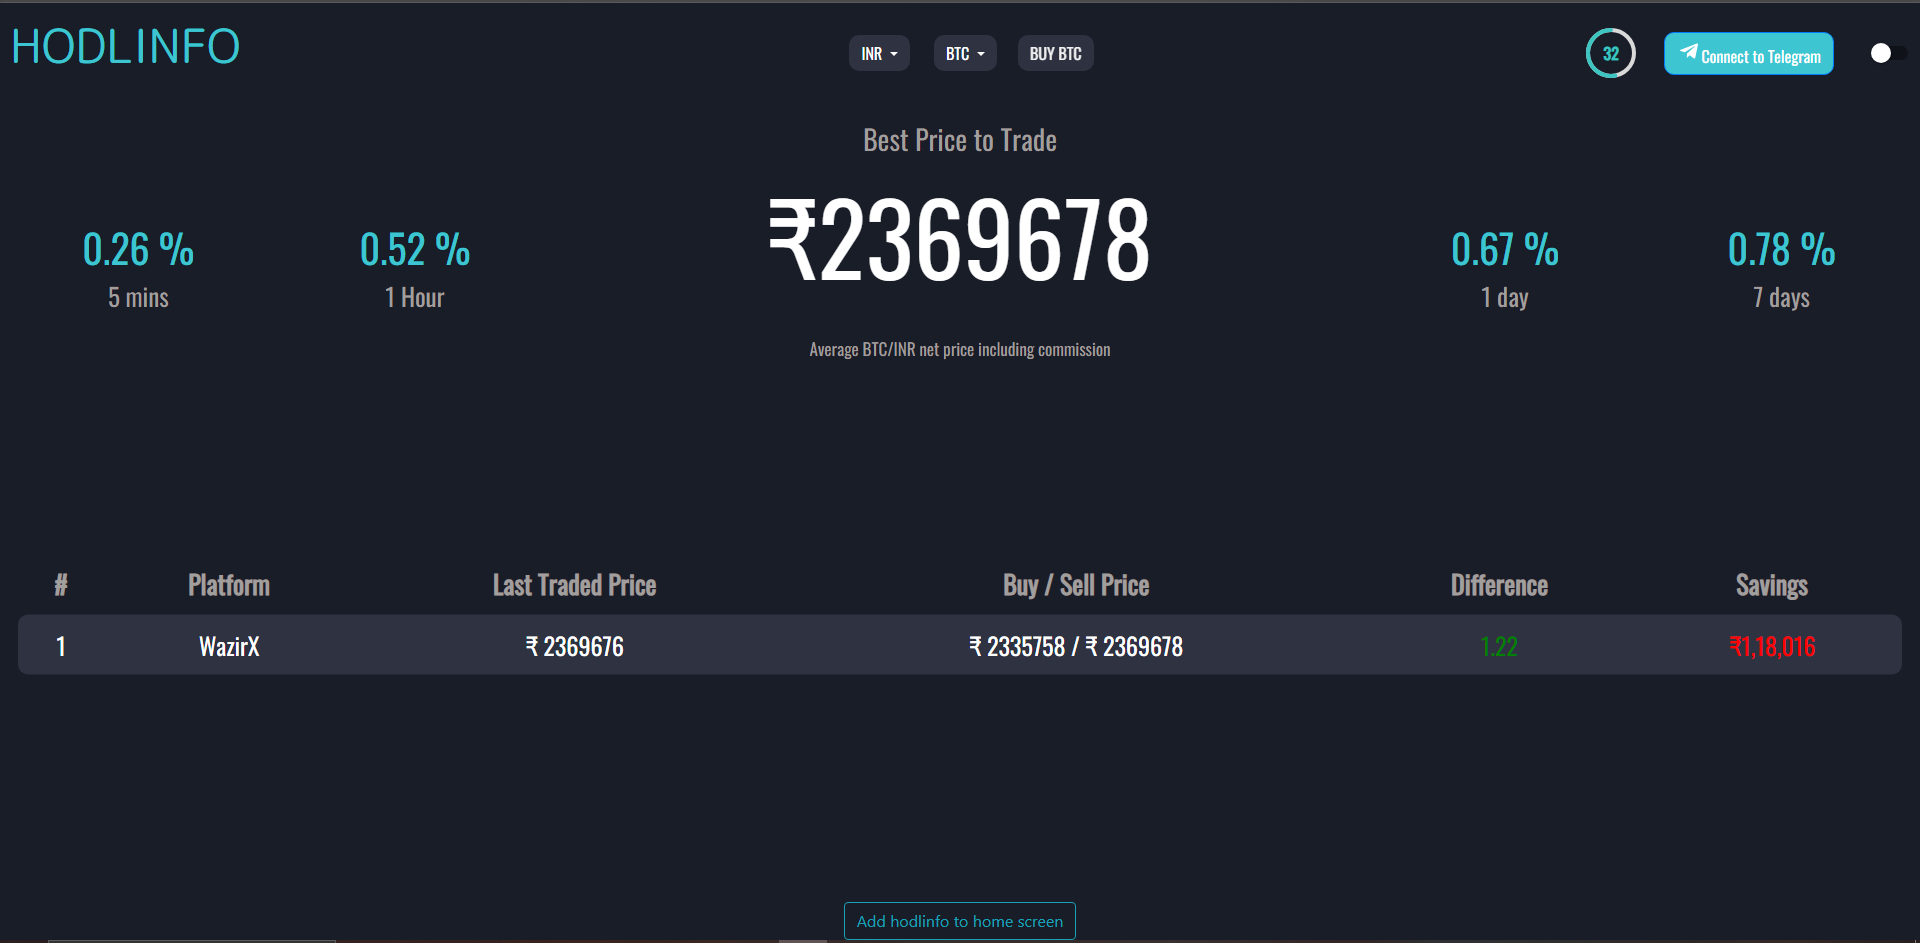 HODLINFO
INR
BTC
BUY BTC
32
Connect to Telegram
Best Price to Trade
0.26 %
5 mins
0.52 %
1 Hour
₹2369678
0.67 %
1 day
0.78 %
7 days
Average BTC/INR net price including commission
# Platform Last Traded Price Buy / Sell Price Difference Savings
1 WazirX ₹ 2369676 ₹ 2335758 / ₹ 2369678 1.22 ₹1,18,016
Add hodlinfo to home screen